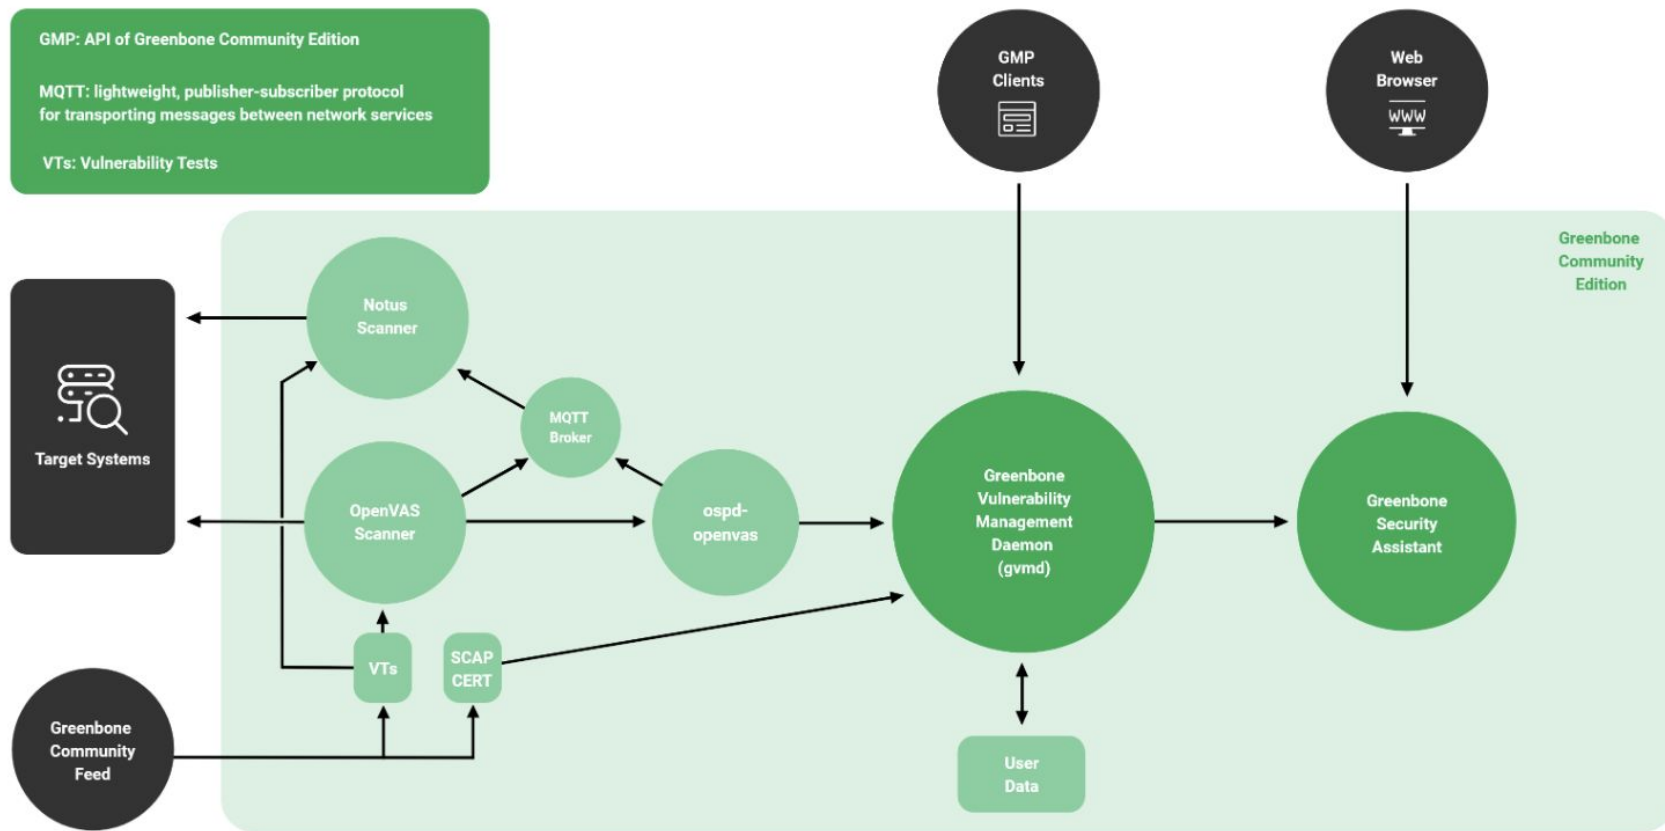 GMP: API of Greenbone Community Edition
MQTT: lightweight, publisher-subscriber protocol
for transporting messages between network services
VTs: Vulnerability Tests
GMP
Clients
Web
Browser
WWW
Greenbone
Community
Edition
Notus
Scanner
Target Systems
MQTT
Broker
OpenVAS
Scanner
ospd-
openvas
Greenbone
Vulnerability
Management
Daemon
(gvmd)
Greenbone
Security
Assistant
VTs
SCAP
CERT
Greenbone
Community
Feed
User
Data